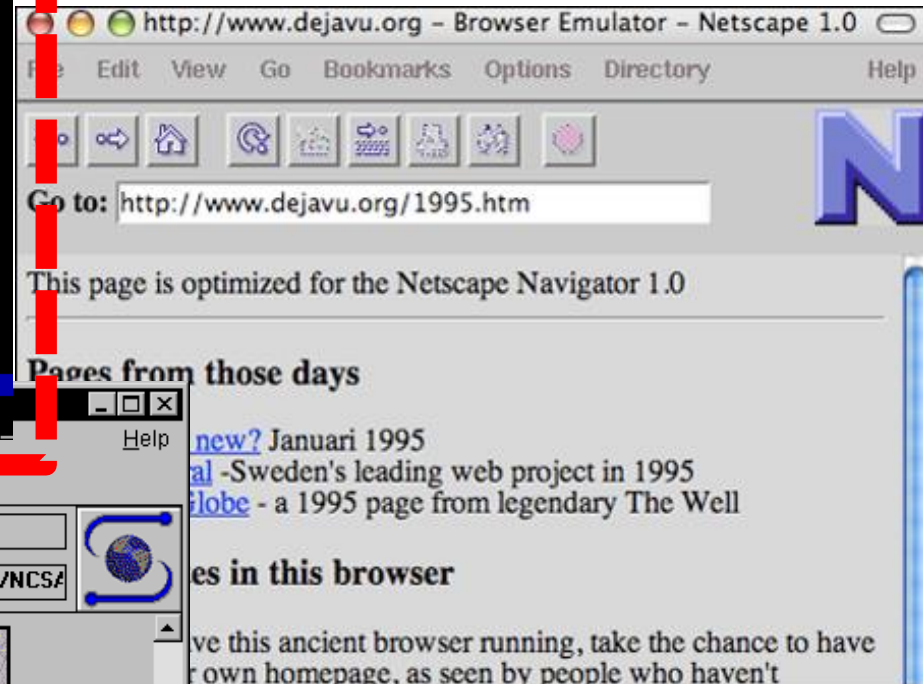 http://www.dejavu.org – Browser Emulator – Netscape 1.0
Edit View Go Bookmarks Options Directory Help
N
Go to: http://www.dejavu.org/1995.htm
This page is optimized for the Netscape Navigator 1.0
Pages from those days
new? Januari 1995
al -Sweden's leading web project in 1995
Globe - a 1995 page from legendary The Well
es in this browser
ve this ancient browser running, take the chance to have
own homepage, as seen by people who haven't
Help
/NCSA